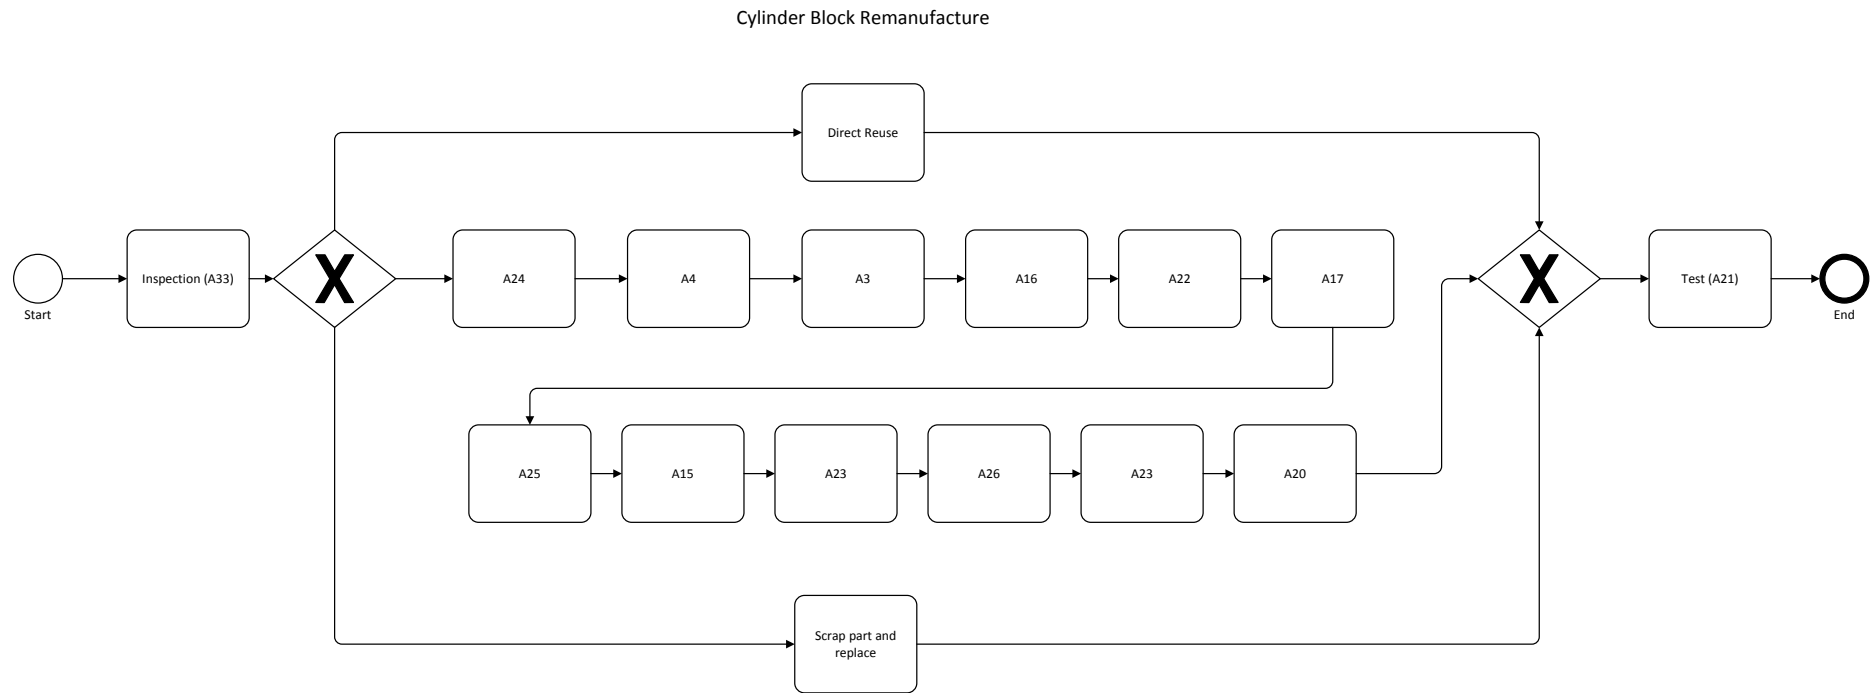 Cylinder Block Remanufacture
Direct Reuse
Start
Inspection (A33)
X
A24
A4
A3
A16
A22
A17
X
Test (A21)
End
A25
A15
A23
A26
A23
A20
Scrap part and
replace